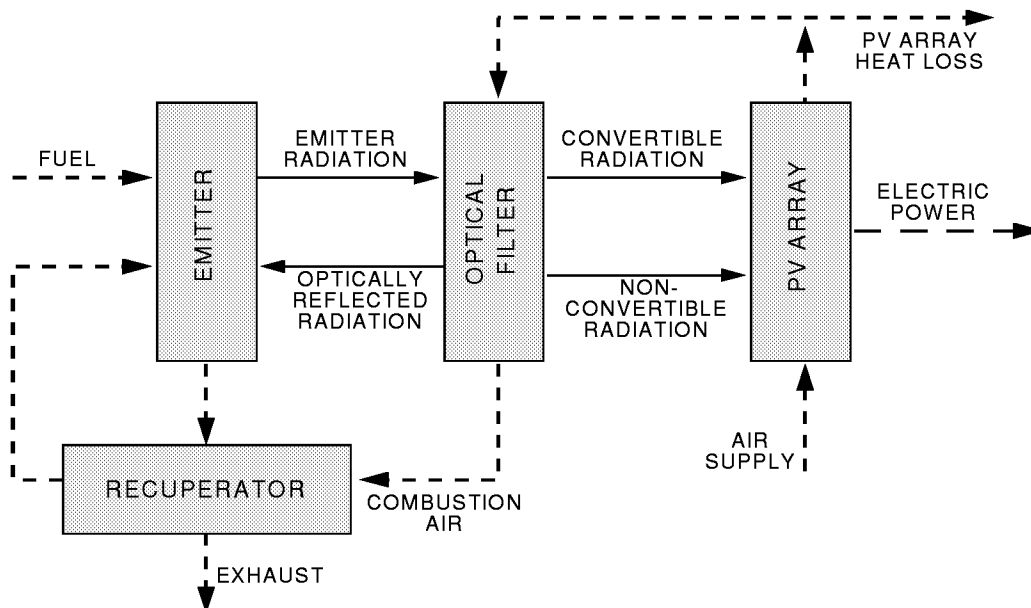 PV ARRAY
HEAT LOSS
FUEL
EMITTER
RADIATION
CONVERTIBLE
RADIATION
EMITTER
OPTICAL
FILTER
PV ARRAY
ELECTRIC
POWER
OPTICALLY
REFLECTED
RADIATION
NON-
CONVERTIBLE
RADIATION
AIR
SUPPLY
RECUPERATOR
COMBUSTION
AIR
EXHAUST